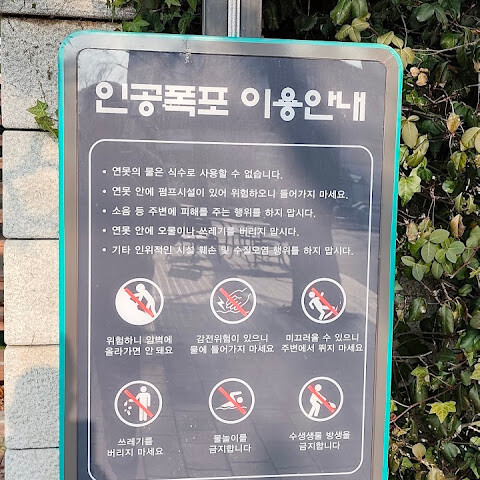 인공폭포 이용안내
• 연못의 물은 식수로 사용할 수 없습니다.
• 연못 안에 펌프시설이 있어 위험하오니 들어가지 마세요.
• 소음 등 주변에 피해를 주는 행위를 하지 맙시다.
• 연못 안에 오물이나 쓰레기를 버리지 맙시다.
• 기타 인위적인 시설 훼손 및 수질오염 행위를 하지 맙시다.
위험하니 암벽에
올라가면 안 돼요
감전위험이 있으니
물에 들어가지 마세요
미끄러울 수 있으니
주변에서 뛰지 마세요
쓰레기를
버리지 마세요
물놀이를
금지합니다
수생생물 방생을
금지합니다